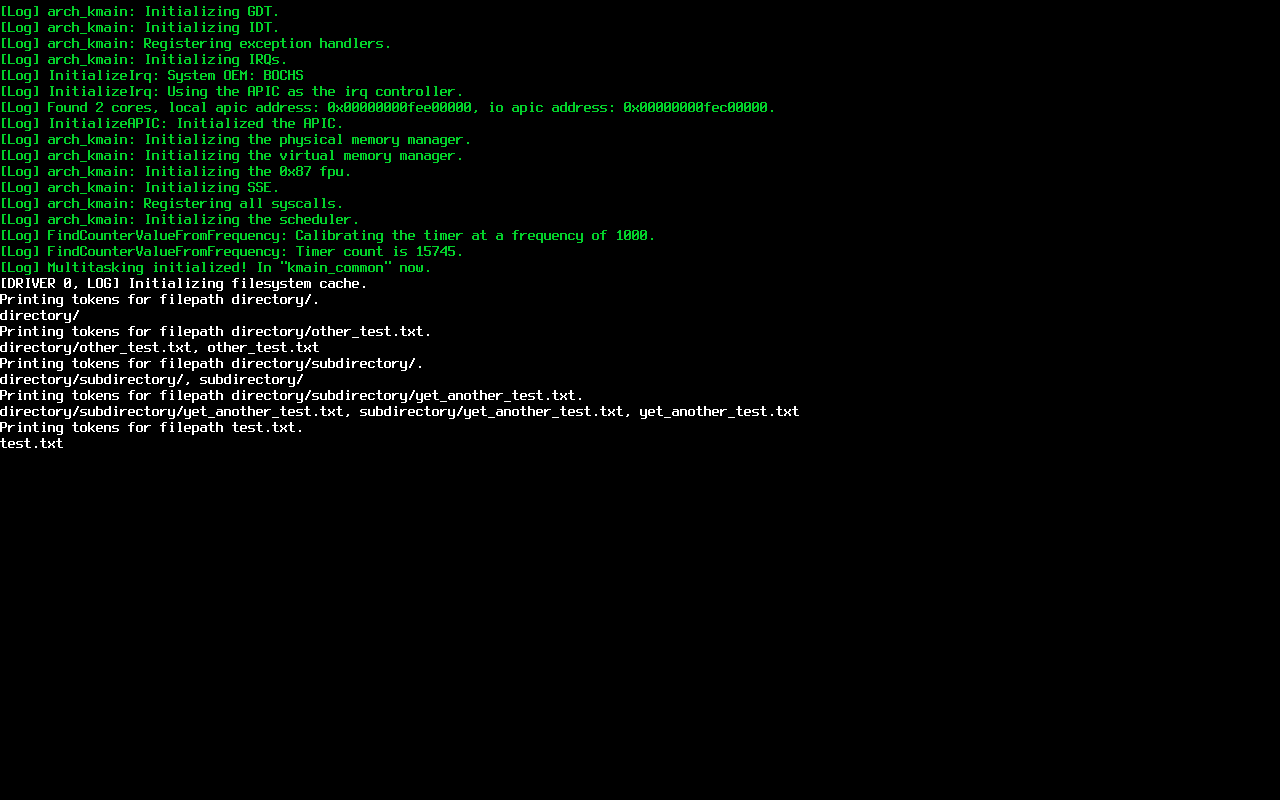 [Log] arch_kmain: Initializing GDT.
[Log] arch_kmain: Initializing IDT.
[Log] arch_kmain: Registering exception handlers.
[Log] arch_kmain: Initializing IRQs.
[Log] InitializeIrq: System OEM: BOCHS
[Log] InitializeIrq: Using the APIC as the irq controller.
[Log] Found 2 cores, local apic address: 0x00000000fee00000, io apic address: 0x00000000fec00000.
[Log] InitializeAPIC: Initialized the APIC.
[Log] arch_kmain: Initializing the physical memory manager.
[Log] arch_kmain: Initializing the virtual memory manager.
[Log] arch_kmain: Initializing the 0x87 fpu.
[Log] arch_kmain: Initializing SSE.
[Log] arch_kmain: Registering all syscalls.
[Log] arch_kmain: Initializing the scheduler.
[Log] FindCounterValueFromFrequency: Calibrating the timer at a frequency of 1000.
[Log] FindCounterValueFromFrequency: Timer count is 15745.
[Log] Multitasking initialized! In "kmain_common" now.
[DRIVER 0, LOG] Initializing filesystem cache.
Printing tokens for filepath directory/.
directory/
Printing tokens for filepath directory/other_test.txt.
directory/other_test.txt, other_test.txt
Printing tokens for filepath directory/subdirectory/.
directory/subdirectory/, subdirectory/
Printing tokens for filepath directory/subdirectory/yet_another_test.txt.
directory/subdirectory/yet_another_test.txt, subdirectory/yet_another_test.txt, yet_another_test.txt
Printing tokens for filepath test.txt.
test.txt